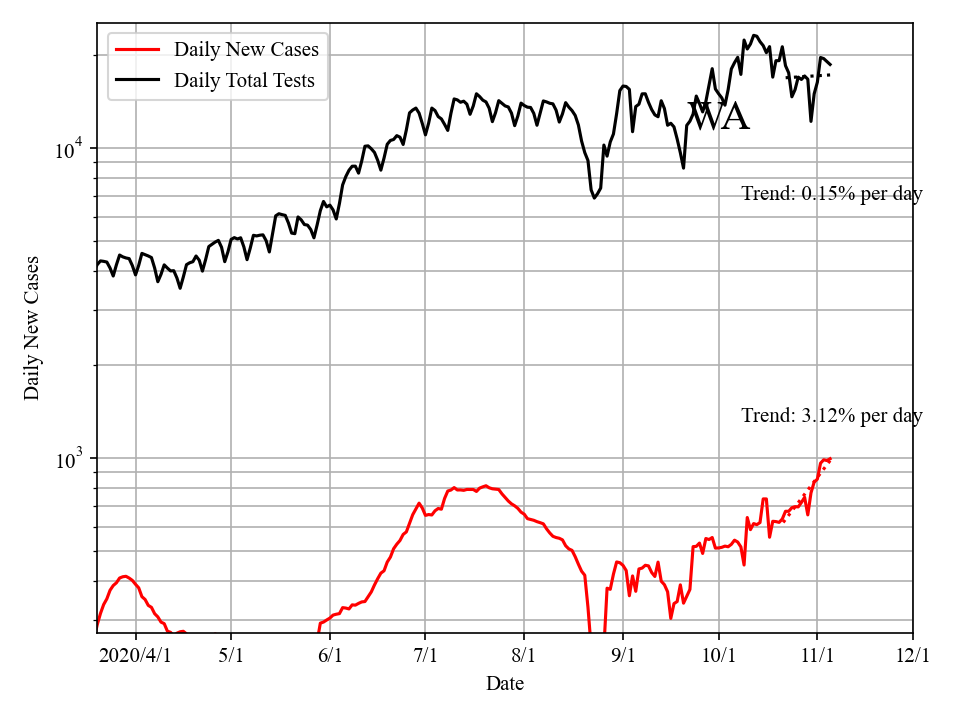 Daily New Cases
Daily Total Tests
WA
10^4
Trend: 0.15% per day
Daily New Cases
Trend: 3.12% per day
10^3
2020/4/1 5/1 6/1 7/1 8/1 9/1 10/1 11/1 12/1
Date